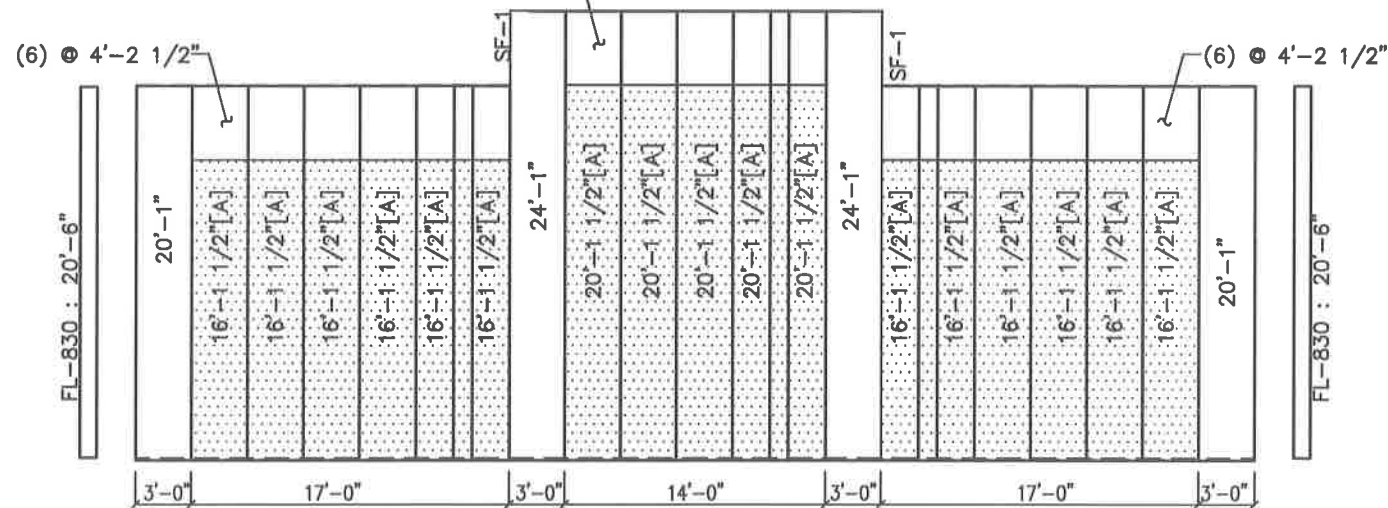 (6) @ 4'-2 1/2"
SF-1
SF-1
(6) @ 4'-2 1/2"
FL-830 : 20'-6"
20'-1"
16'-1 1/2"[A]
16'-1 1/2"[A]
16'-1 1/2"[A]
16'-1 1/2"[A]
16'-1 1/2"[A]
16'-1 1/2"[A]
24'-1"
20'-1 1/2"[A]
20'-1 1/2"[A]
20'-1 1/2"[A]
20'-1 1/2"[A]
20'-1 1/2"[A]
24'-1"
16'-1 1/2"[A]
16'-1 1/2"[A]
16'-1 1/2"[A]
16'-1 1/2"[A]
16'-1 1/2"[A]
16'-1 1/2"[A]
20'-1"
FL-830 : 20'-6"
3'-0"
17'-0"
3'-0"
14'-0"
3'-0"
17'-0"
3'-0"